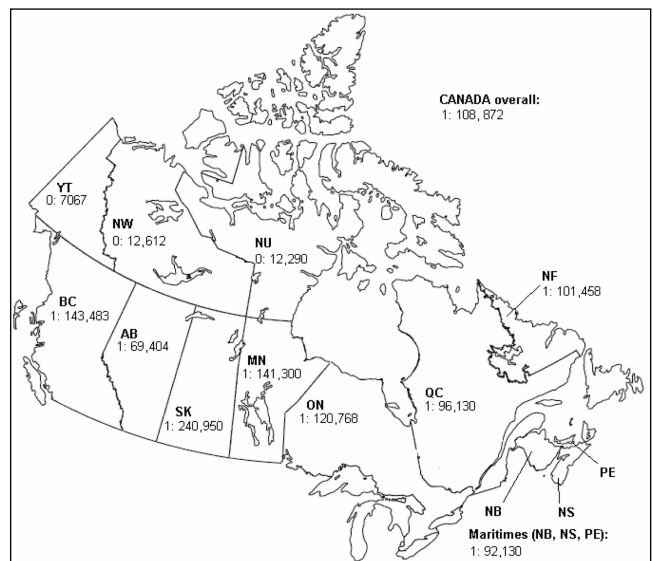 CANADA overall:
1: 108, 872
YT
0: 7067
NW
0: 12,612
NU
0: 12,290
NF
1: 101,458
BC
1: 143,483
AB
1: 69,404
MN
1: 141,300
SK
1: 240,950
ON
1: 120,768
QC
1: 96,130
PE
NB
NS
Maritimes (NB, NS, PE):
1: 92,130